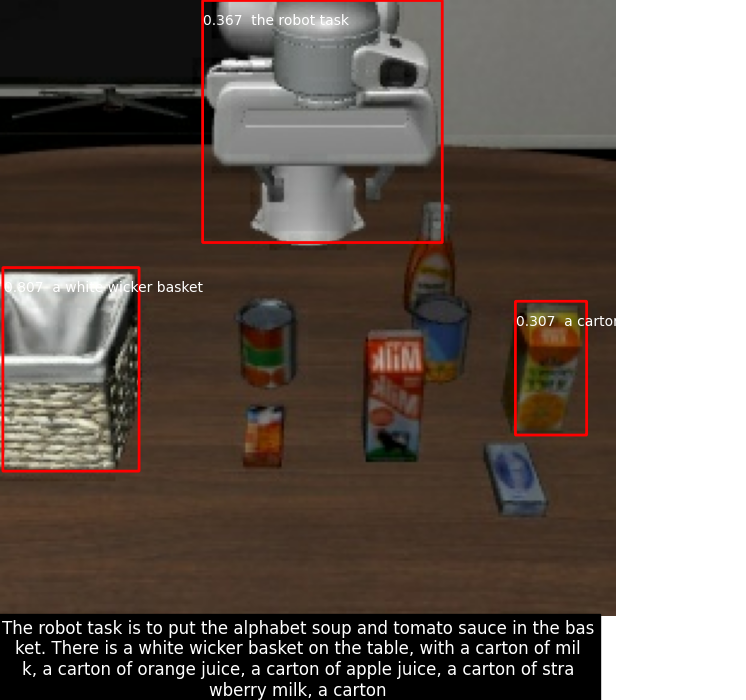 0.367 the robot task
0.307 a white wicker basket
0.307 a carton
Milk
Milk
The robot task is to put the alphabet soup and tomato sauce in the bas
ket. There is a white wicker basket on the table, with a carton of mil
k, a carton of orange juice, a carton of apple juice, a carton of stra
wberry milk, a carton